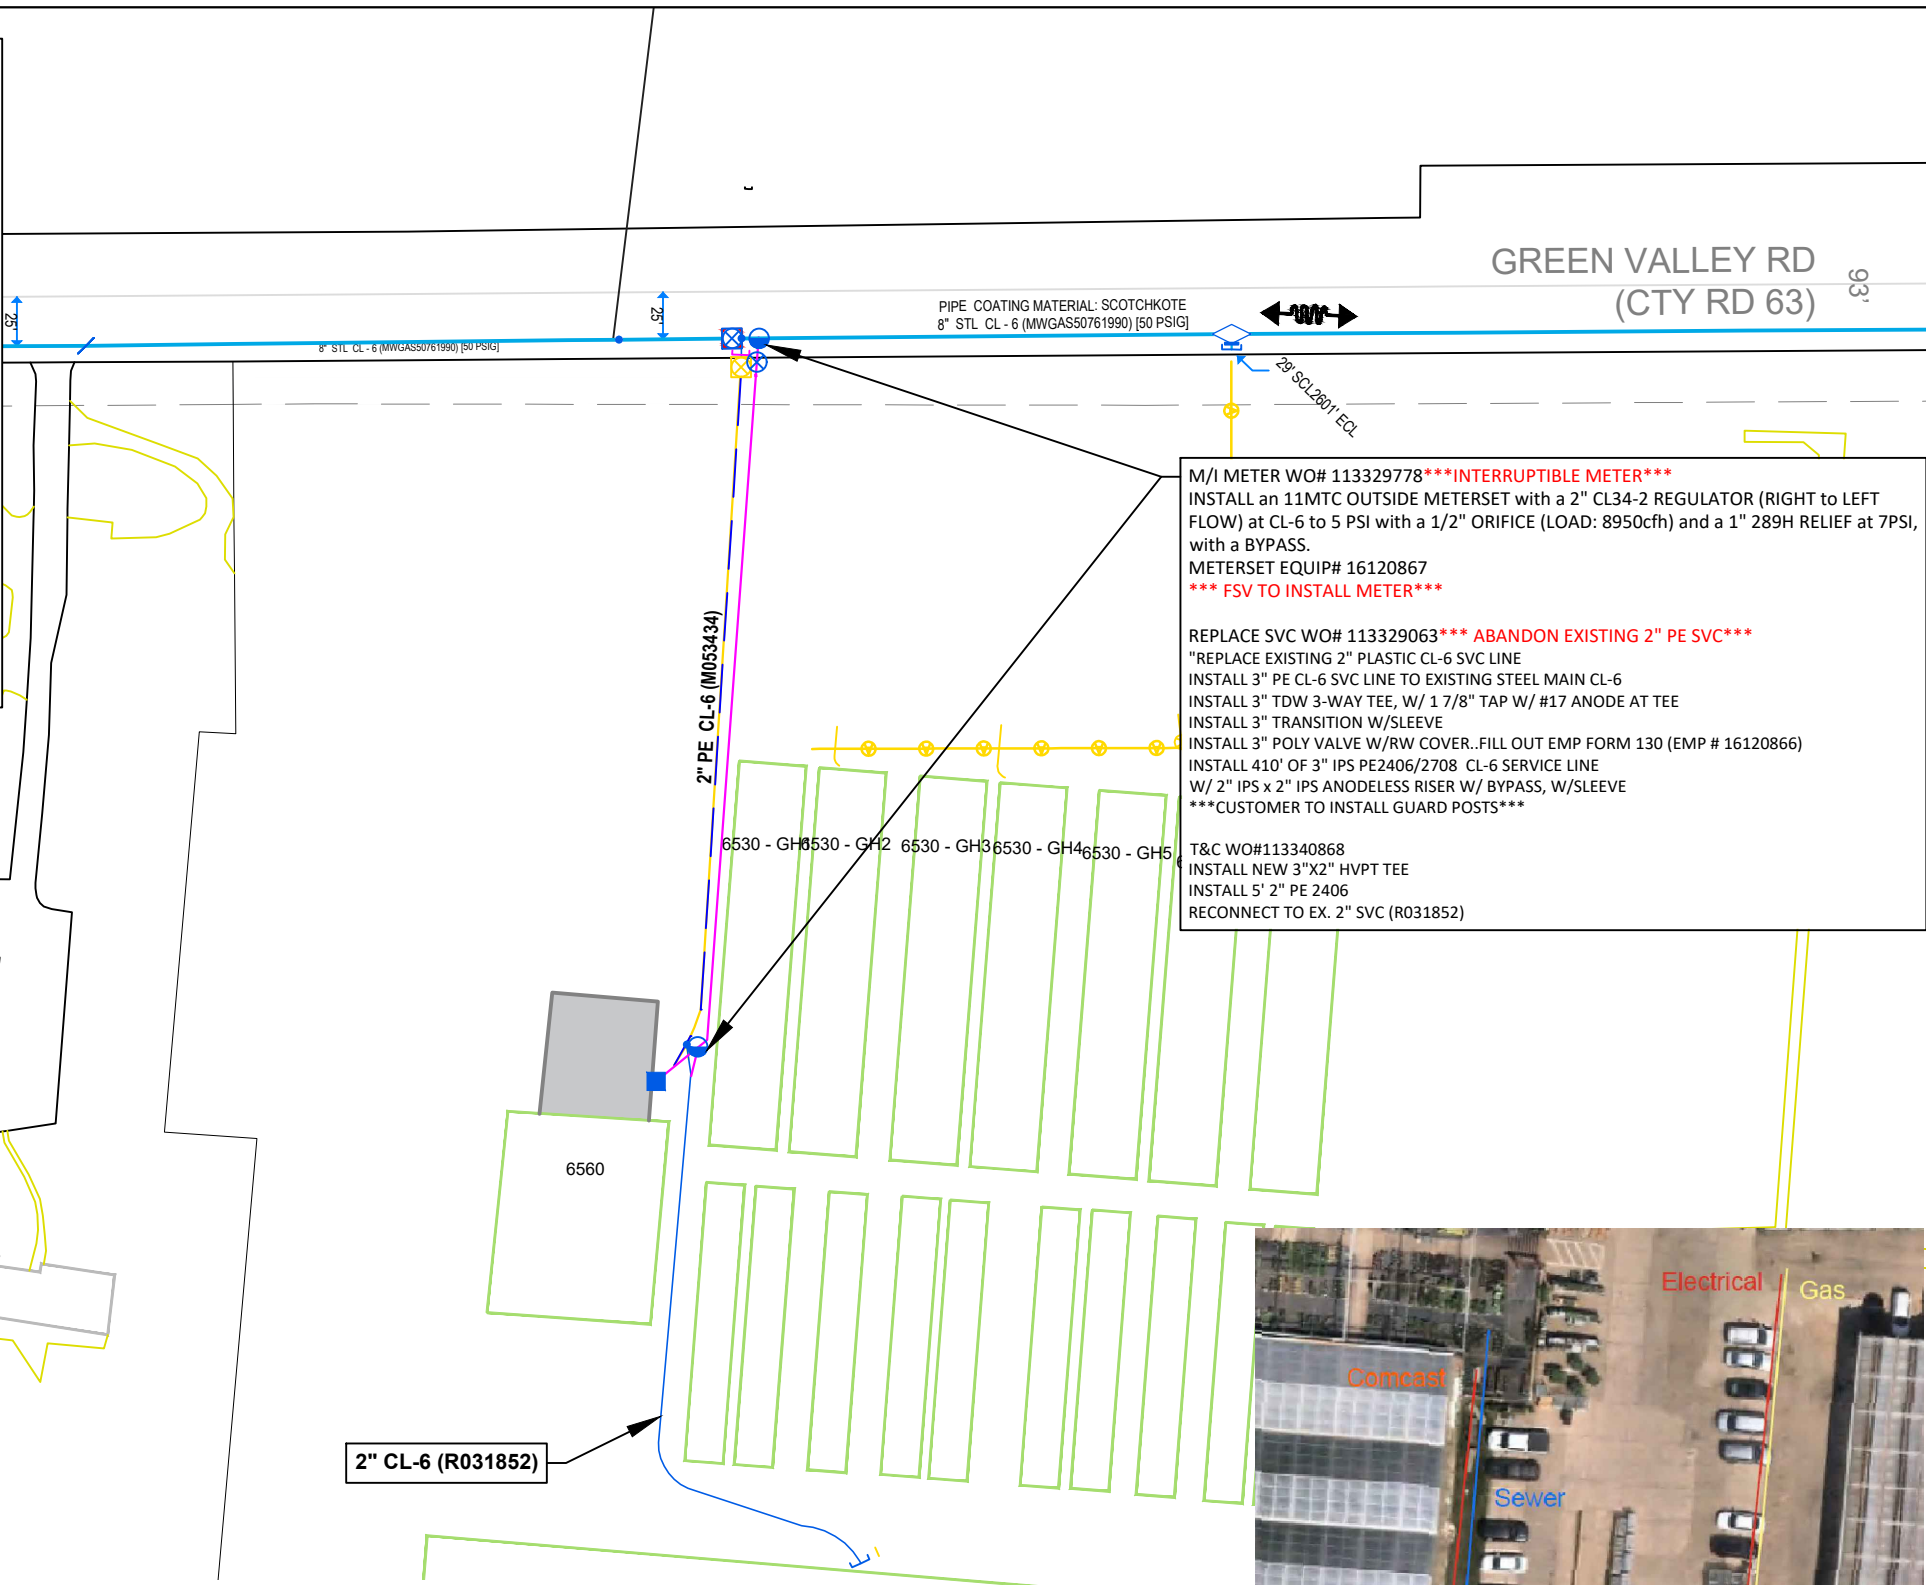 GREEN VALLEY RD
(CTY RD 63)
93'
25'
25'
PIPE COATING MATERIAL: SCOTCHKOTE
8" STL CL - 6 (MWGAS50761990) [50 PSIG]
8" STL CL - 6 (MWGAS50761990) [50 PSIG]
29' SCL2601' ECL
M/I METER WO# 113329778***INTERRUPTIBLE METER***
INSTALL an 11MTC OUTSIDE METERSET with a 2" CL34-2 REGULATOR (RIGHT to LEFT
FLOW) at CL-6 to 5 PSI with a 1/2" ORIFICE (LOAD: 8950cfh) and a 1" 289H RELIEF at 7PSI,
with a BYPASS.
METERSET EQUIP# 16120867
*** FSV TO INSTALL METER***
REPLACE SVC WO# 113329063*** ABANDON EXISTING 2" PE SVC***
"REPLACE EXISTING 2" PLASTIC CL-6 SVC LINE
INSTALL 3" PE CL-6 SVC LINE TO EXISTING STEEL MAIN CL-6
INSTALL 3" TDW 3-WAY TEE, W/ 1 7/8" TAP W/ #17 ANODE AT TEE
INSTALL 3" TRANSITION W/SLEEVE
INSTALL 3" POLY VALVE W/RW COVER..FILL OUT EMP FORM 130 (EMP # 16120866)
INSTALL 410' OF 3" IPS PE2406/2708 CL-6 SERVICE LINE
W/ 2" IPS x 2" IPS ANODELESS RISER W/ BYPASS, W/SLEEVE
***CUSTOMER TO INSTALL GUARD POSTS***
T&C WO#113340868
INSTALL NEW 3"X2" HVPT TEE
INSTALL 5' 2" PE 2406
RECONNECT TO EX. 2" SVC (R031852)
2" PE CL-6 (M053434)
6530 - GH1
6530 - GH2
6530 - GH3
6530 - GH4
6530 - GH5
6560
2" CL-6 (R031852)
Electrical
Gas
Comcast
Sewer